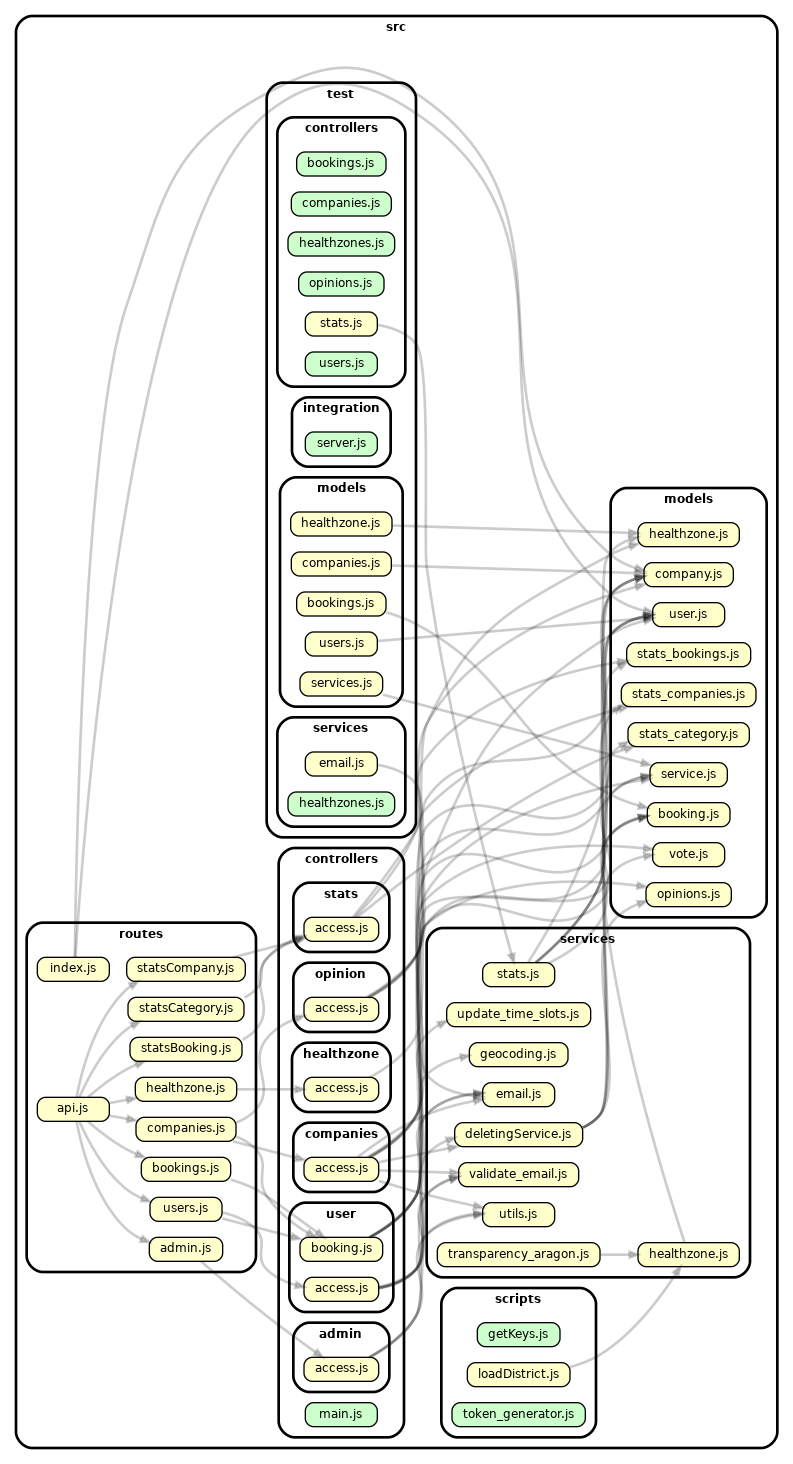 src
test
controllers
bookings.js
companies.js
healthzones.js
opinions.js
stats.js
users.js
integration
server.js
models
healthzone.js
companies.js
bookings.js
users.js
services.js
services
email.js
healthzones.js
models
healthzone.js
company.js
user.js
stats_bookings.js
stats_companies.js
stats_category.js
service.js
booking.js
vote.js
opinions.js
routes
index.js
statsCompany.js
statsCategory.js
statsBooking.js
healthzone.js
api.js
companies.js
bookings.js
users.js
admin.js
controllers
stats
access.js
opinion
access.js
healthzone
access.js
companies
access.js
user
booking.js
access.js
admin
access.js
main.js
services
stats.js
update_time_slots.js
geocoding.js
email.js
deletingService.js
validate_email.js
utils.js
transparency_aragon.js
healthzone.js
scripts
getKeys.js
loadDistrict.js
token_generator.js